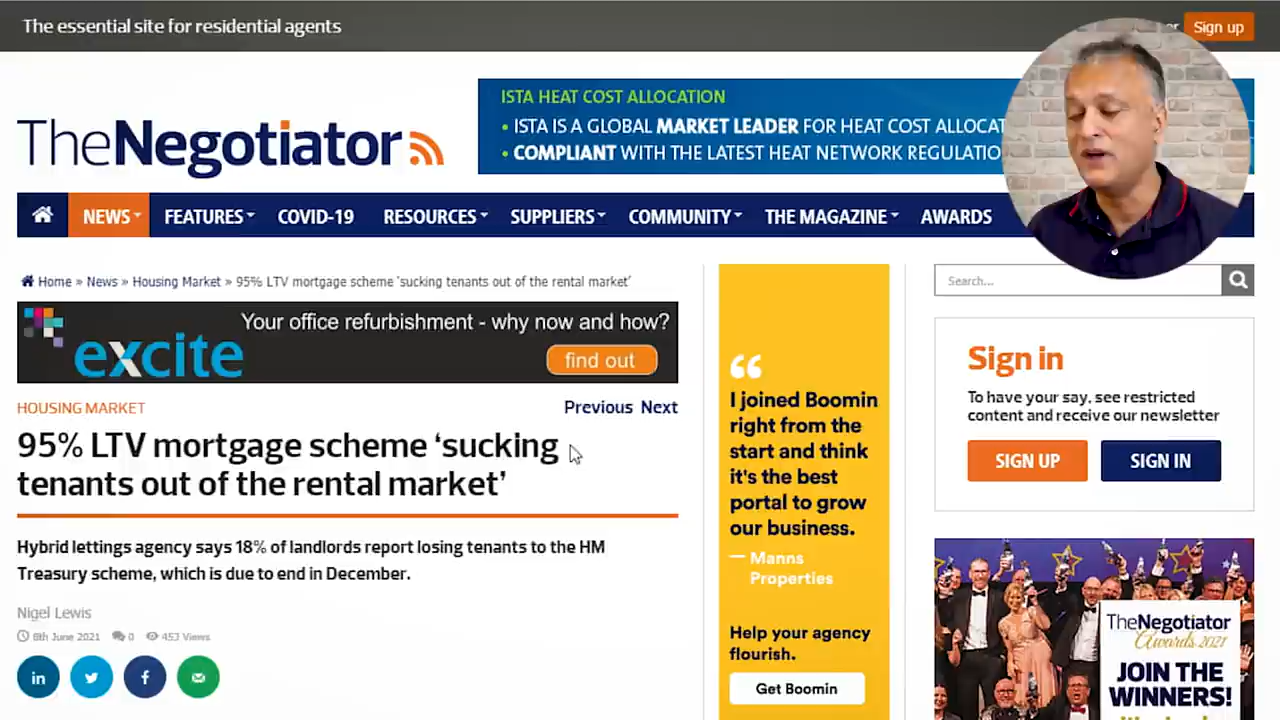 The essential site for residential agents
Sign up
ISTA HEAT COST ALLOCATION
• ISTA IS A GLOBAL MARKET LEADER FOR HEAT COST
• COMPLIANT WITH THE LATEST HEAT NETWORK
TheNegotiator
NEWS
FEATURES
COVID-19
RESOURCES
SUPPLIERS
COMMUNITY
THE MAGAZINE
AWARDS
Home » News » Housing Market » 95% LTV mortgage scheme 'sucking tenants out of the rental market'
Search...
Your office refurbishment - why now and how?
excite
find out
HOUSING MARKET
Previous Next
95% LTV mortgage scheme ‘sucking
tenants out of the rental market’
Hybrid lettings agency says 18% of landlords report losing tenants to the HM
Treasury scheme, which is due to end in December.
Nigel Lewis
6th June 2021
0
453 Views
in
f
“
I joined Boomin
right from the
start and think
it's the best
portal to grow
our business.
— Manns
Properties
Help your agency
flourish.
Get Boomin
Sign in
To have your say, see restricted
content and receive our newsletter
SIGN UP
SIGN IN
TheNegotiator
Awards 2021
JOIN THE
WINNERS!